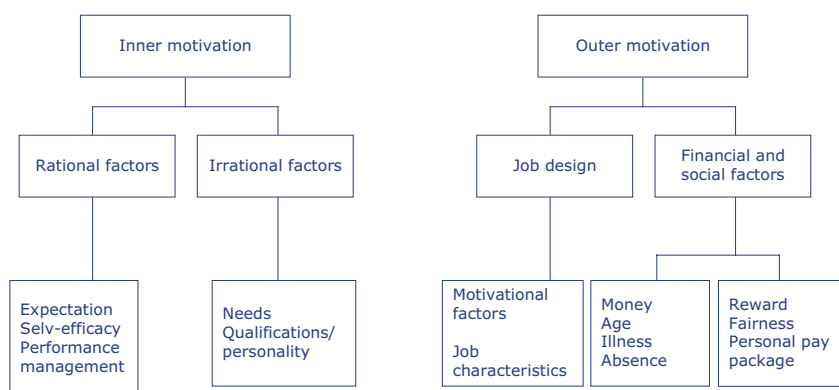 Inner motivation
Outer motivation
Rational factors
Irrational factors
Job design
Financial and
social factors
Expectation
Selv-efficacy
Performance
management
Needs
Qualifications/
personality
Motivational
factors
Job
characteristics
Money
Age
Illness
Absence
Reward
Fairness
Personal pay
package